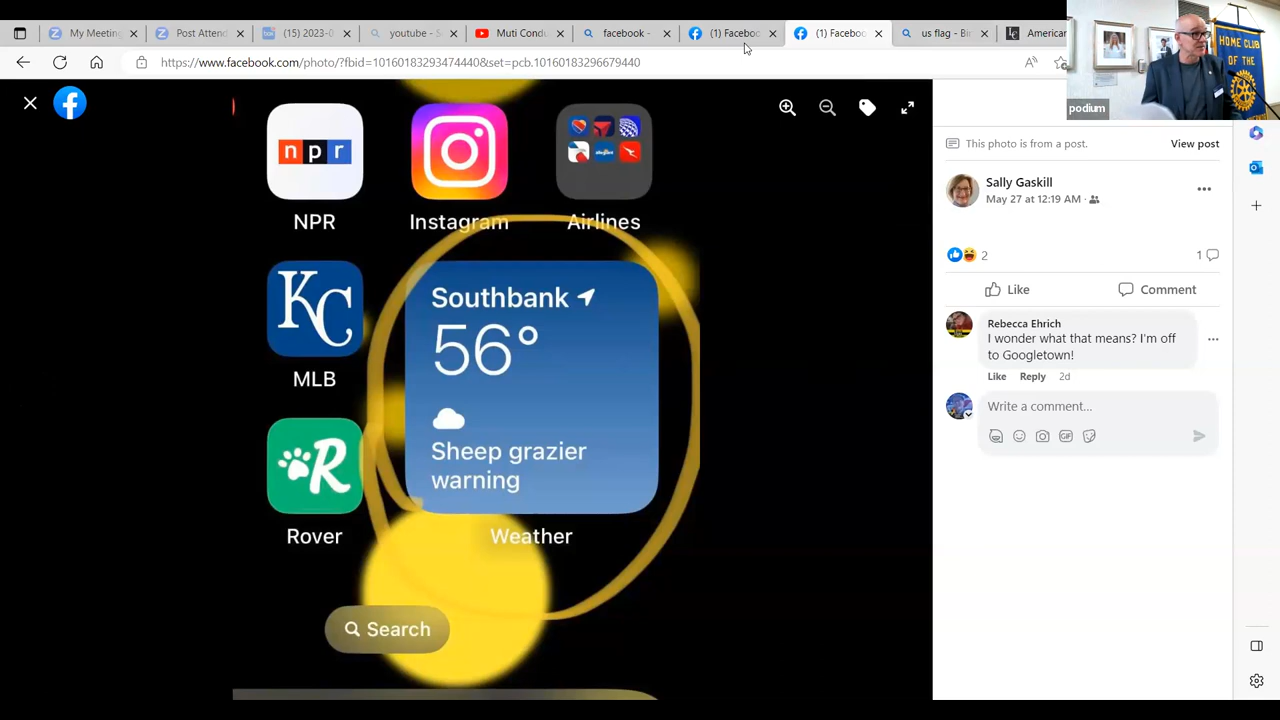 My Meeting
Post Attend
(15) 2023-0
youtube - S
Muti Condu
facebook -
(1) Facebo
(1) Facebo
us flag - Bi
American
https://www.facebook.com/photo/?fbid=10160183293474440&set=pcb.10160183296679440
HOME CLUB
OF THE
podium
npr
NPR
Instagram
Airlines
KC
MLB
R
Rover
Southbank
56°
Sheep grazier
warning
Weather
Search
This photo is from a post.
View post
Sally Gaskill
May 27 at 12:19 AM ·
2
1
Like
Comment
Rebecca Ehrich
I wonder what that means? I'm off
to Googletown!
Like Reply 2d
Write a comment...
GIF